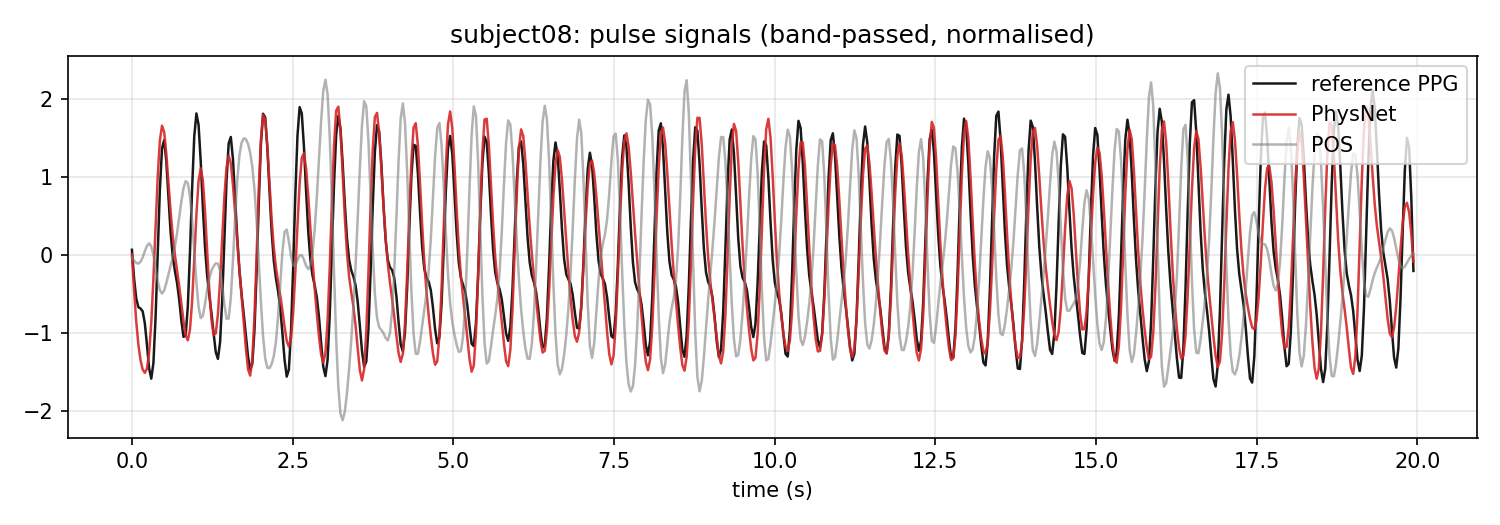 subject08: pulse signals (band-passed, normalised)
reference PPG
PhysNet
POS
2
1
0
−1
−2
0.0 2.5 5.0 7.5 10.0 12.5 15.0 17.5 20.0
time (s)